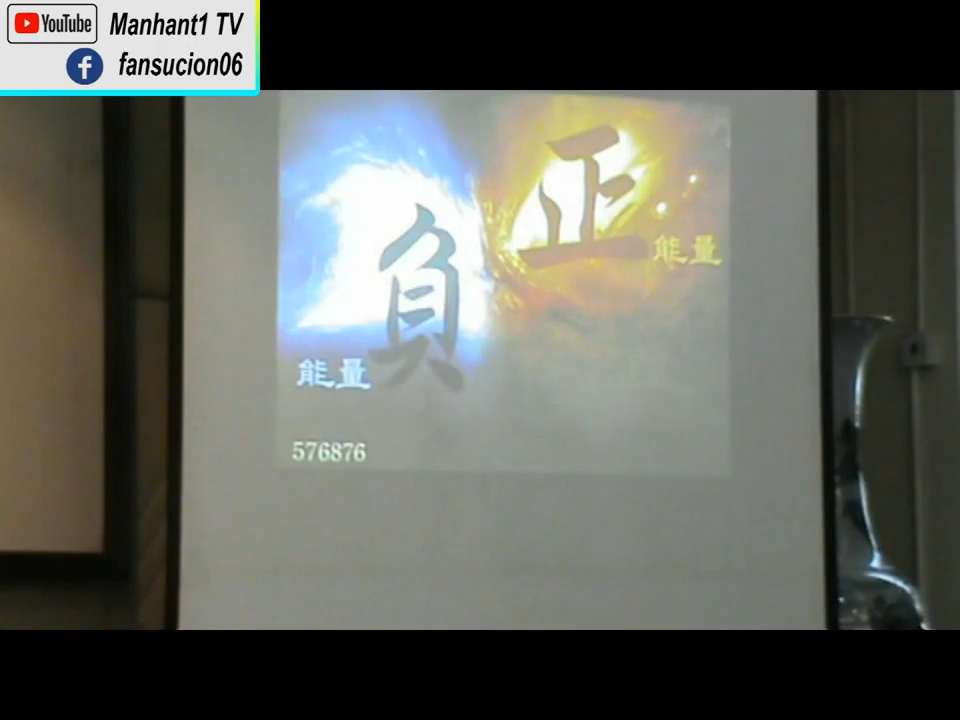 YouTube Manhant1 TV
fansucion06
正
能量
負
能量
576876